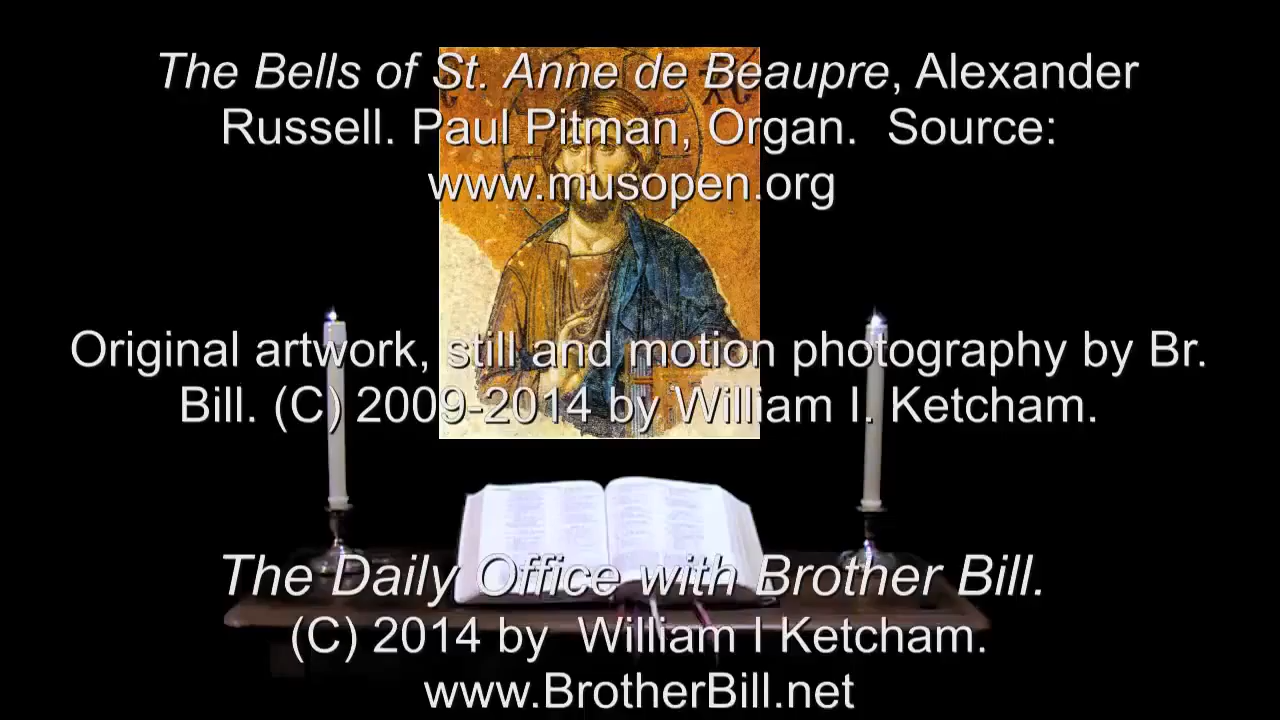 The Bells of St. Anne de Beaupre, Alexander
Russell. Paul Pitman, Organ.  Source:
www.musopen.org
Original artwork, still and motion photography by Br.
Bill. (C) 2009-2014 by William I. Ketcham.
The Daily Office with Brother Bill.
(C) 2014 by  William I Ketcham.
www.BrotherBill.net